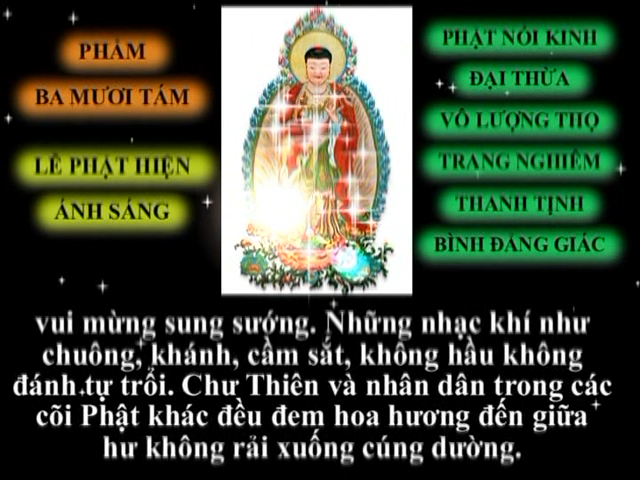 PHẨM
BA MƯƠI TÁM
LỄ PHẬT HIỆN
ÁNH SÁNG
PHẬT NÓI KINH
ĐẠI THỪA
VÔ LƯỢNG THỌ
TRANG NGHIÊM
THANH TỊNH
BÌNH ĐẲNG GIÁC
vui mừng sung sướng. Những nhạc khí như
chuông, khánh, cầm sắt, không hầu không
đánh tự trổi. Chư Thiên và nhân dân trong các
cõi Phật khác đều đem hoa hương đến giữa
hư không rải xuống cúng dường.